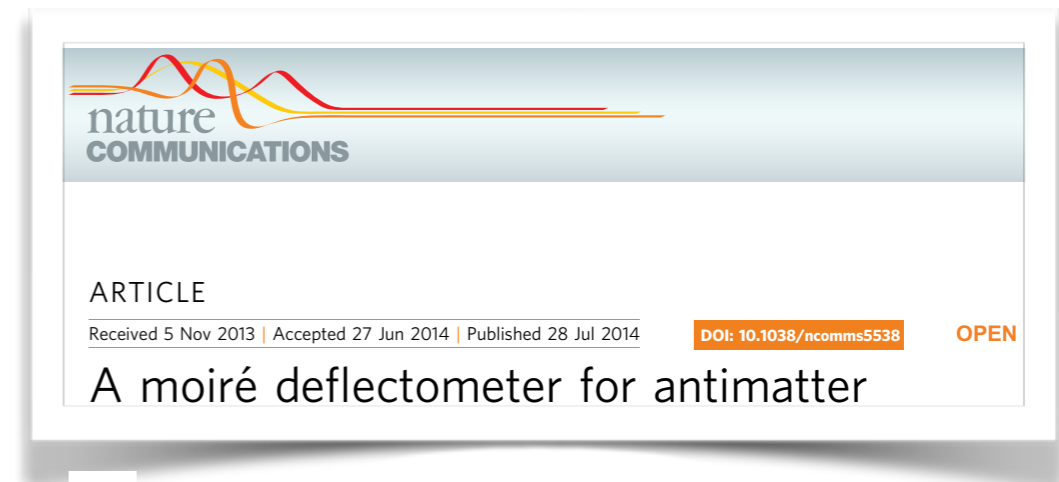 nature
COMMUNICATIONS
ARTICLE
Received 5 Nov 2013 | Accepted 27 Jun 2014 | Published 28 Jul 2014
DOI: 10.1038/ncomms5538
OPEN
A moiré deflectometer for antimatter